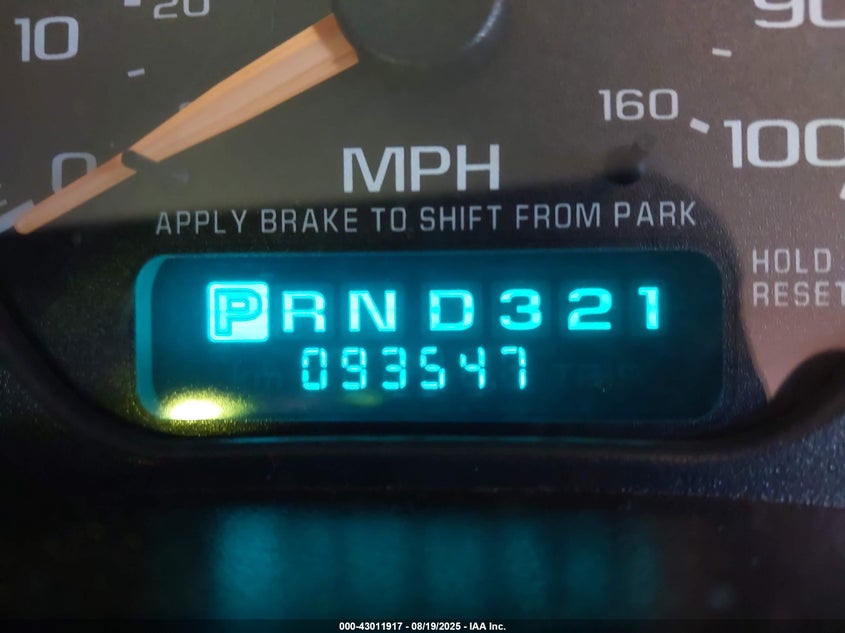 10
20
0
MPH
160
90
100
APPLY BRAKE TO SHIFT FROM PARK
HOLD
RESET
PRND321
093547
000-43011917 - 08/19/2025 - IAA Inc.